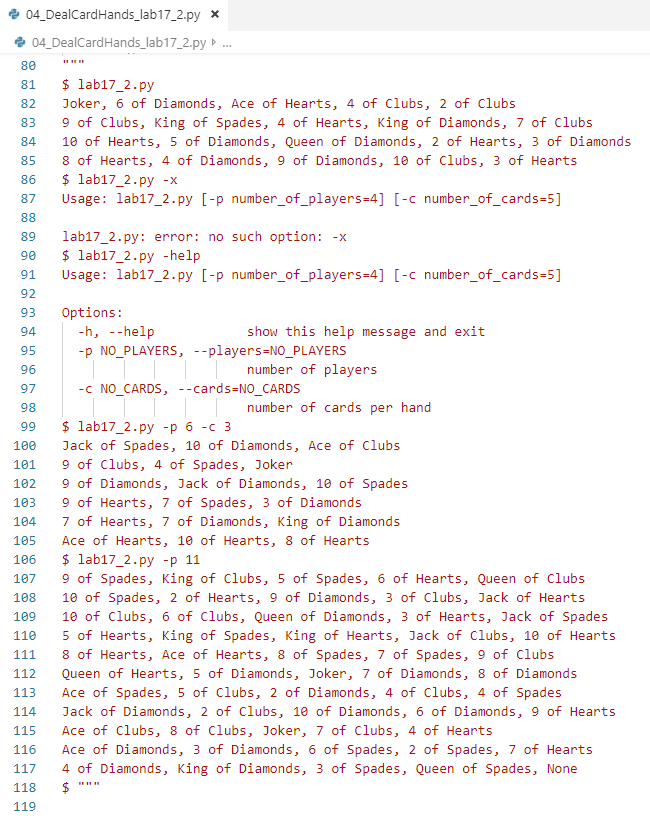 04_DealCardHands_lab17_2.py ×
04_DealCardHands_lab17_2.py ...
80 """
81 $ lab17_2.py
82 Joker, 6 of Diamonds, Ace of Hearts, 4 of Clubs, 2 of Clubs
83 9 of Clubs, King of Spades, 4 of Hearts, King of Diamonds, 7 of Clubs
84 10 of Hearts, 5 of Diamonds, Queen of Diamonds, 2 of Hearts, 3 of Diamonds
85 8 of Hearts, 4 of Diamonds, 9 of Diamonds, 10 of Clubs, 3 of Hearts
86 $ lab17_2.py -x
87 Usage: lab17_2.py [-p number_of_players=4] [-c number_of_cards=5]
88
89 lab17_2.py: error: no such option: -x
90 $ lab17_2.py -help
91 Usage: lab17_2.py [-p number_of_players=4] [-c number_of_cards=5]
92
93 Options:
94 -h, --help show this help message and exit
95 -p NO_PLAYERS, --players=NO_PLAYERS
96 number of players
97 -c NO_CARDS, --cards=NO_CARDS
98 number of cards per hand
99 $ lab17_2.py -p 6 -c 3
100 Jack of Spades, 10 of Diamonds, Ace of Clubs
101 9 of Clubs, 4 of Spades, Joker
102 9 of Diamonds, Jack of Diamonds, 10 of Spades
103 9 of Hearts, 7 of Spades, 3 of Diamonds
104 7 of Hearts, 7 of Diamonds, King of Diamonds
105 Ace of Hearts, 10 of Hearts, 8 of Hearts
106 $ lab17_2.py -p 11
107 9 of Spades, King of Clubs, 5 of Spades, 6 of Hearts, Queen of Clubs
108 10 of Spades, 2 of Hearts, 9 of Diamonds, 3 of Clubs, Jack of Hearts
109 10 of Clubs, 6 of Clubs, Queen of Diamonds, 3 of Hearts, Jack of Spades
110 5 of Hearts, King of Spades, King of Hearts, Jack of Clubs, 10 of Hearts
111 8 of Hearts, Ace of Hearts, 8 of Spades, 7 of Spades, 9 of Clubs
112 Queen of Hearts, 5 of Diamonds, Joker, 7 of Diamonds, 8 of Diamonds
113 Ace of Spades, 5 of Clubs, 2 of Diamonds, 4 of Clubs, 4 of Spades
114 Jack of Diamonds, 2 of Clubs, 10 of Diamonds, 6 of Diamonds, 9 of Hearts
115 Ace of Clubs, 8 of Clubs, Joker, 7 of Clubs, 4 of Hearts
116 Ace of Diamonds, 3 of Diamonds, 6 of Spades, 2 of Spades, 7 of Hearts
117 4 of Diamonds, King of Diamonds, 3 of Spades, Queen of Spades, None
118 $ """
119